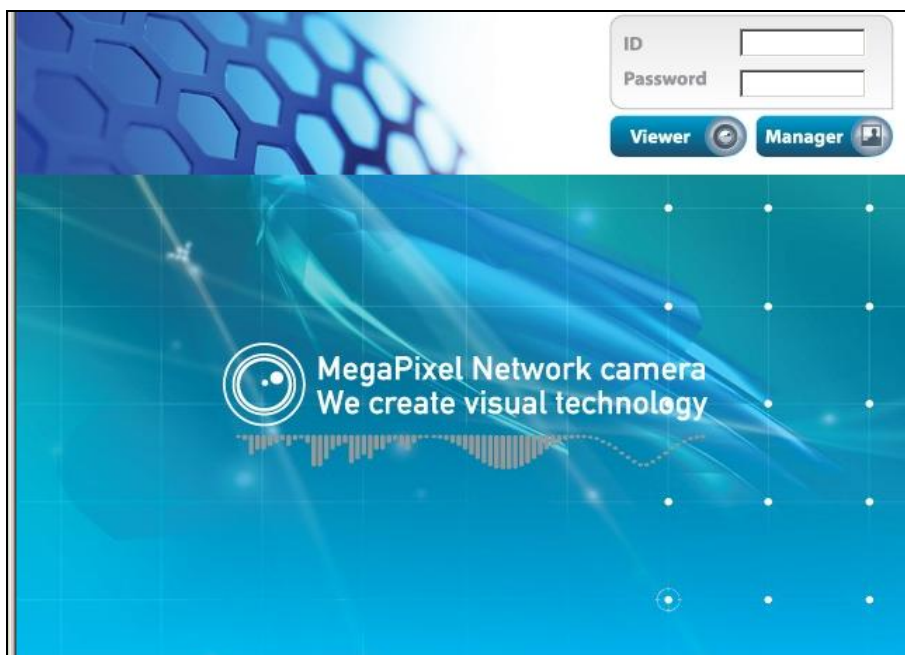 ID
Password
Viewer
Manager
MegaPixel Network camera
We create visual technology